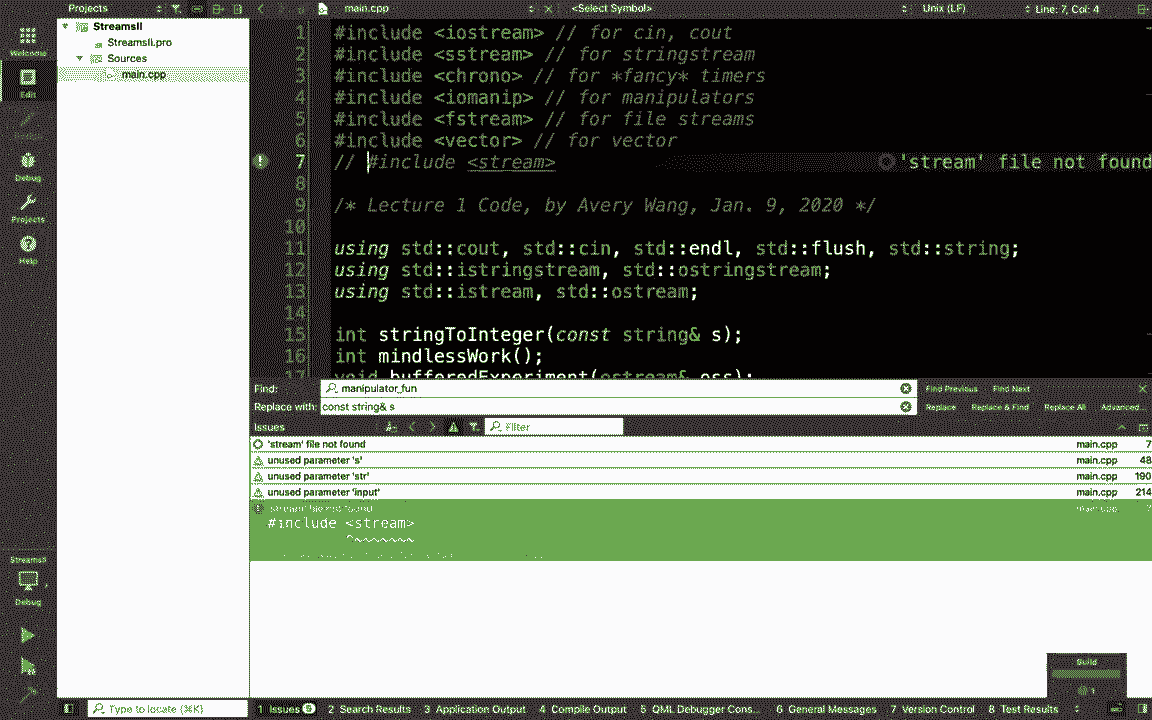 Projects
main.cpp
<Select Symbol>
Unix (LF)
Line: 7, Col: 4
Welcome
Edit
Debug
Projects
Help
StreamsII
StreamsII.pro
Sources
main.cpp
1 #include <iostream> // for cin, cout
2 #include <sstream> // for stringstream
3 #include <chrono> // for *fancy* timers
4 #include <iomanip> // for manipulators
5 #include <fstream> // for file streams
6 #include <vector> // for vector
7 // #include <stream> 'stream' file not found
8
9 /* Lecture 1 Code, by Avery Wang, Jan. 9, 2020 */
10
11 using std::cout, std::cin, std::endl, std::flush, std::string;
12 using std::istringstream, std::ostringstream;
13 using std::istream, std::ostream;
14
15 int stringToInteger(const string& s);
16 int mindlessWork();
17 void bufferedExperiment(ostream& oss);
Find: manipulator_fun Find Previous Find Next
Replace with: const string& s Replace Replace & Find Replace All Advanced...
Issues Filter
'stream' file not found main.cpp 7
unused parameter 's' main.cpp 48
unused parameter 'str' main.cpp 190
unused parameter 'input' main.cpp 214
'stream' file not found main.cpp 7
#include <stream>
^~~~~~~~
StreamsII
Debug
Build
1
Type to locate (⌘K)
1 Issues 5 2 Search Results 3 Application Output 4 Compile Output 5 QML Debugger Cons... 6 General Messages 7 Version Control 8 Test Results